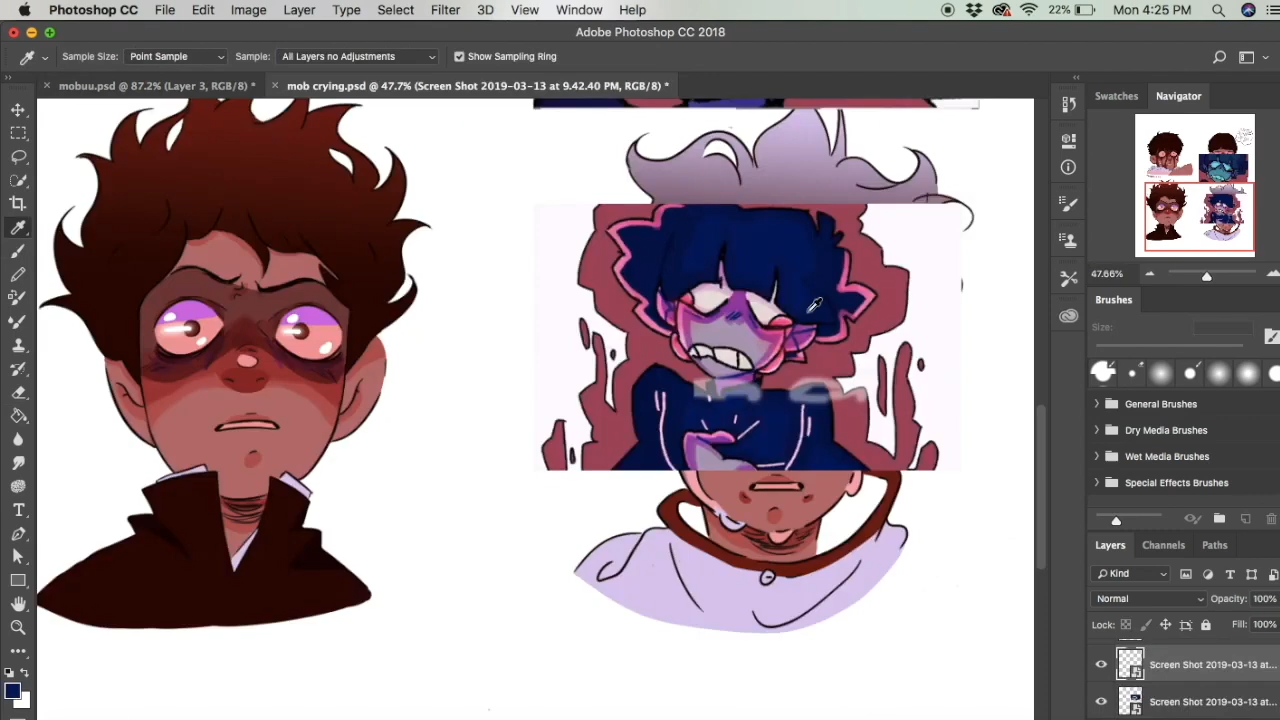 Photoshop CC File Edit Image Layer Type Select Filter 3D View Window Help 22% Mon 4:25 PM
Adobe Photoshop CC 2018
Sample Size: Point Sample Sample: All Layers no Adjustments Show Sampling Ring
mobuu.psd @ 87.2% (Layer 3, RGB/8) * mob crying.psd @ 47.7% (Screen Shot 2019-03-13 at 9.42.40 PM, RGB/8) *
Swatches Navigator
47.66%
Brushes
Size:
General Brushes
Dry Media Brushes
Wet Media Brushes
Special Effects Brushes
Layers Channels Paths
Kind
Normal Opacity: 100%
Lock: Fill: 100%
Screen Shot 2019-03-13 at...
Screen Shot 2019-03-13 at...